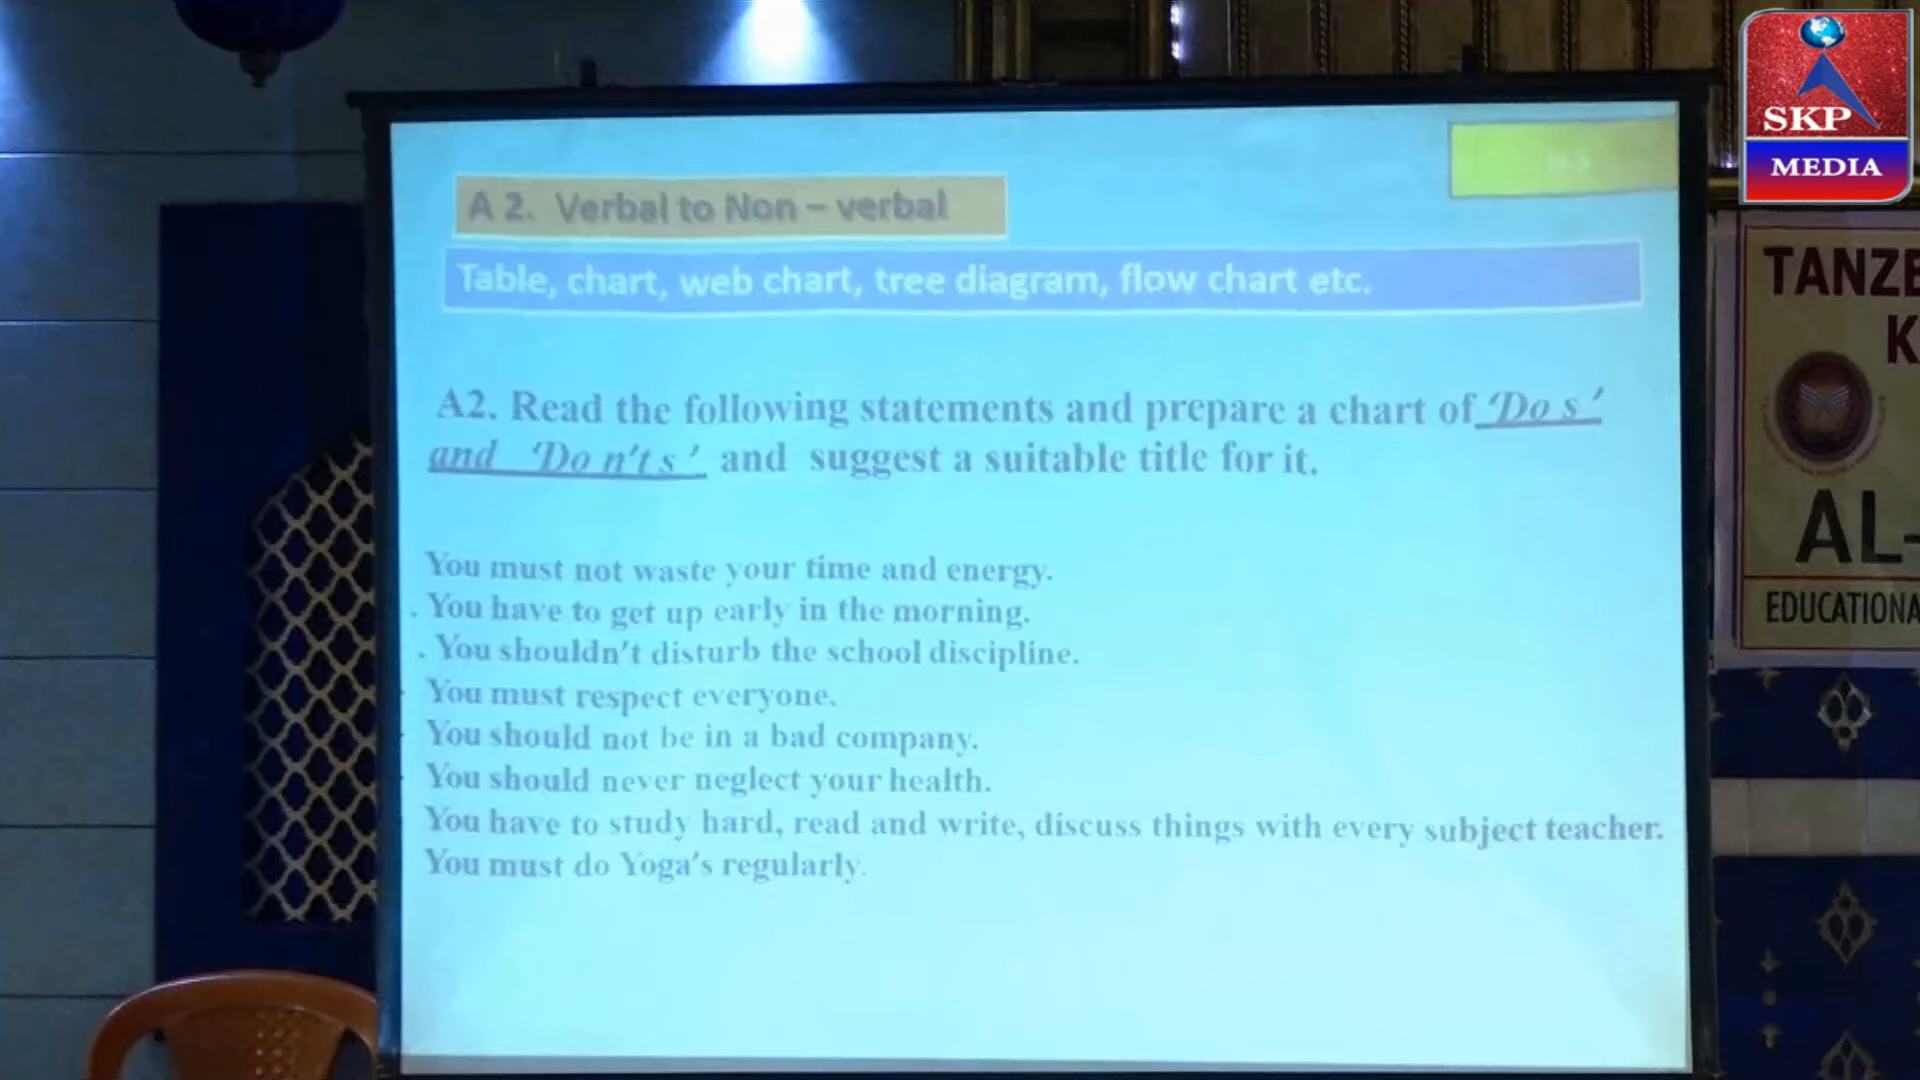 SKP
MEDIA
A 2. Verbal to Non – verbal
Table, chart, web chart, tree diagram, flow chart etc.
A2. Read the following statements and prepare a chart of 'Do s'
and 'Do n't s' and suggest a suitable title for it.
You must not waste your time and energy.
. You have to get up early in the morning.
. You shouldn't disturb the school discipline.
You must respect everyone.
You should not be in a bad company.
You should never neglect your health.
You have to study hard, read and write, discuss things with every subject teacher.
You must do Yoga's regularly.
TANZE
K
AL-
EDUCATIONA